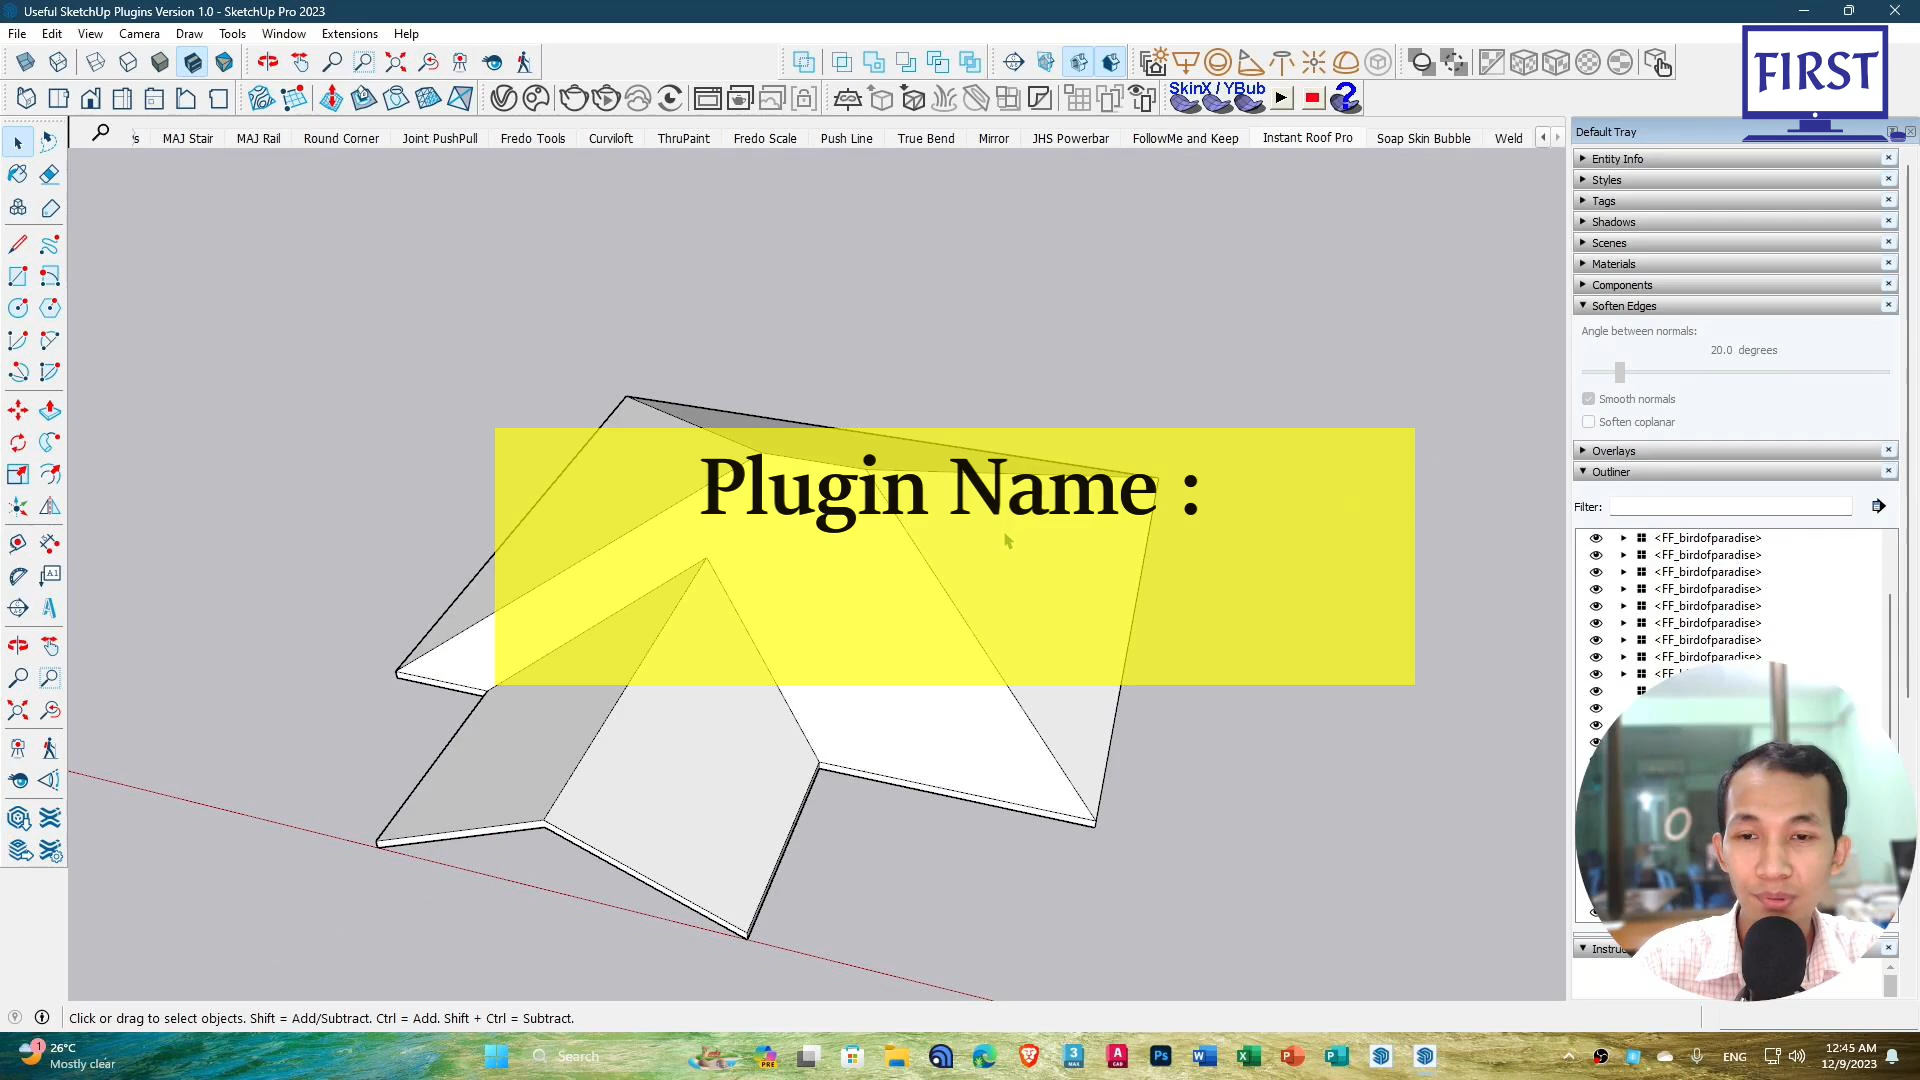 Useful SketchUp Plugins Version 1.0 - SketchUp Pro 2023
File Edit View Camera Draw Tools Window Extensions Help
FIRST
SkinX / YBub
?
s MAJ Stair MAJ Rail Round Corner Joint PushPull Fredo Tools Curviloft ThruPaint Fredo Scale Push Line True Bend Mirror JHS Powerbar FollowMe and Keep Instant Roof Pro Soap Skin Bubble Weld
Default Tray
Entity Info
Styles
Tags
Shadows
Scenes
Materials
Components
Soften Edges
Angle between normals:
20.0 degrees
Smooth normals
Soften coplanar
Overlays
Outliner
Filter:
<FF_birdofparadise>
<FF_birdofparadise>
<FF_birdofparadise>
<FF_birdofparadise>
<FF_birdofparadise>
<FF_birdofparadise>
<FF_birdofparadise>
<FF_birdofparadise>
Plugin Name :
Click or drag to select objects. Shift = Add/Subtract. Ctrl = Add. Shift + Ctrl = Subtract.
26°C
Mostly clear
Search
ENG
12:45 AM
12/9/2023